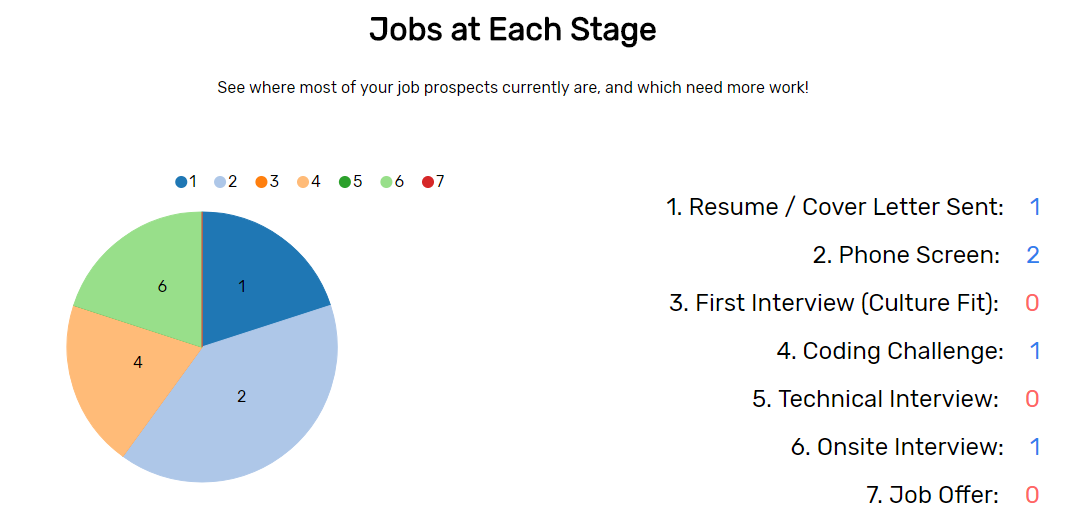 Jobs at Each Stage
See where most of your job prospects currently are, and which need more work!
1 2 3 4 5 6 7
6 1
4
2
1. Resume / Cover Letter Sent: 1
2. Phone Screen: 2
3. First Interview (Culture Fit): 0
4. Coding Challenge: 1
5. Technical Interview: 0
6. Onsite Interview: 1
7. Job Offer: 0